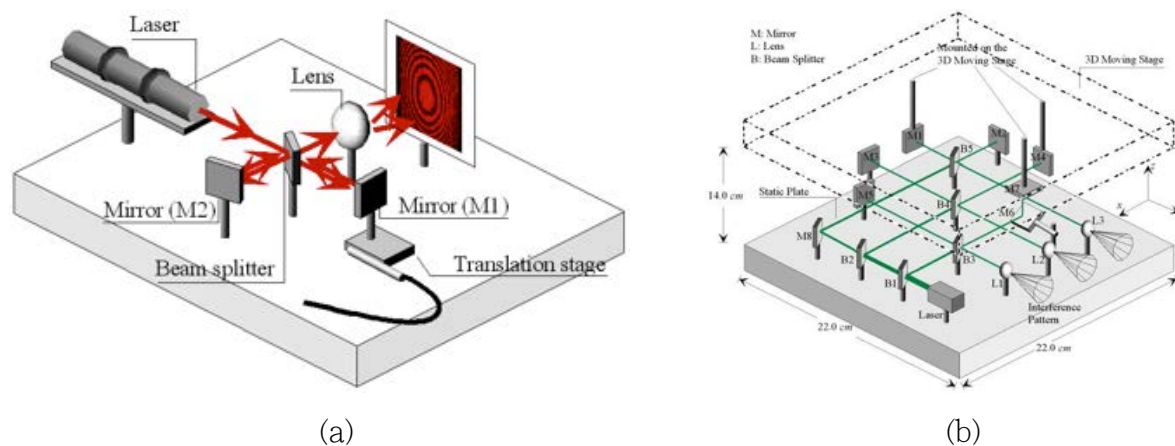 Laser
Lens
Mirror (M2)
Mirror (M1)
Beam splitter
Translation stage
(a)
M: Mirror
L: Lens
B: Beam Splitter
Mounted on the
3D Moving Stage
3D Moving Stage
M1
B5
M3
M4
M7
14.0 cm
Static Plate
B4
M6
L3
z
x
M8
B2
B3
L2
B1
L1
Laser
Interference
Pattern
22.0 cm
22.0 cm
(b)